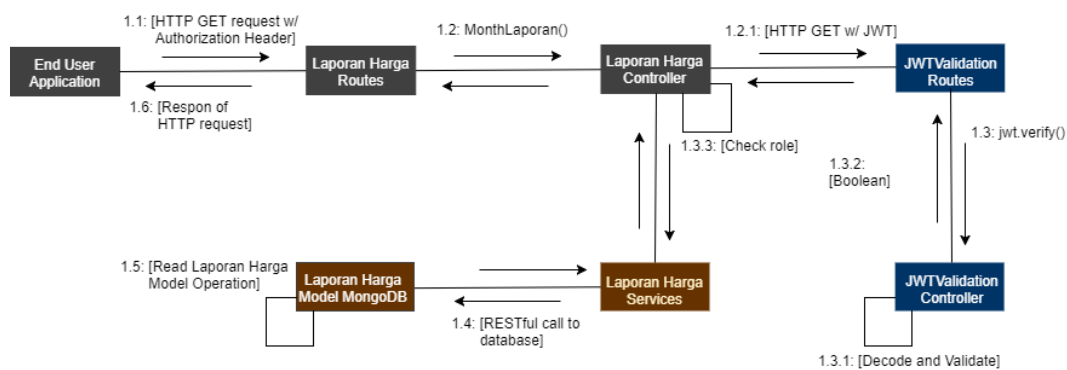 1.1: [HTTP GET request w/
Authorization Header]
1.2: MonthLaporan()
1.2.1: [HTTP GET w/ JWT]
End User
Application
Laporan Harga
Routes
Laporan Harga
Controller
JWTValidation
Routes
1.6: [Respon of
HTTP request]
1.3.3: [Check role]
1.3: jwt.verify()
1.3.2:
[Boolean]
1.5: [Read Laporan Harga
Model Operation]
Laporan Harga
Model MongoDB
Laporan Harga
Services
JWTValidation
Controller
1.4: [RESTful call to
database]
1.3.1: [Decode and Validate]